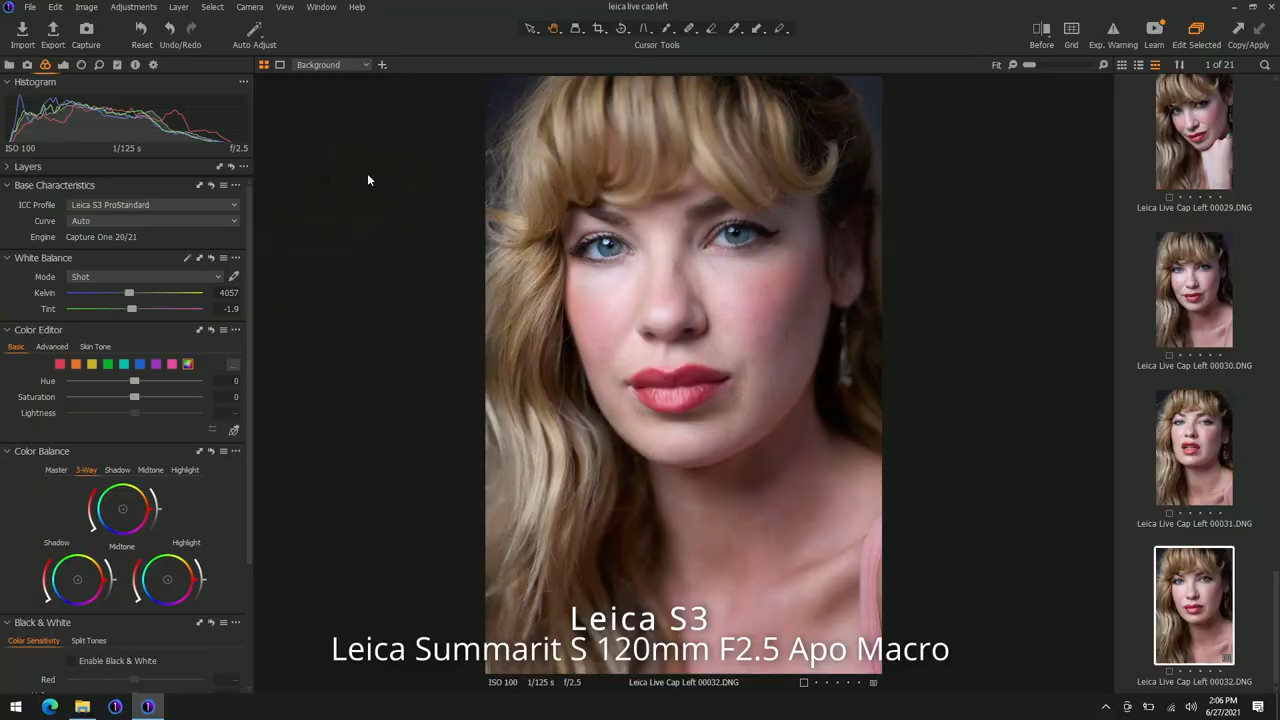 File Edit Image Adjustments Layer Select Camera View Window Help
leica live cap left
Import Export Capture Reset Undo/Redo Auto Adjust
Cursor Tools
Before Grid Exp. Warning Learn Edit Selected Copy/Apply
Background
Fit
1 of 21
Histogram
ISO 100 1/125 s f/2.5
Layers
Base Characteristics
ICC Profile Leica S3 ProStandard
Curve Auto
Engine Capture One 20/21
White Balance
Mode Shot
Kelvin 4057
Tint -1.9
Color Editor
Basic Advanced Skin Tone
...
Hue 0
Saturation 0
Lightness --
Color Balance
Master 3-Way Shadow Midtone Highlight
Shadow Midtone Highlight
Black & White
Color Sensitivity Split Tones
Enable Black & White
Red --
Leica S3
Leica Summarit S 120mm F2.5 Apo Macro
ISO 100 1/125 s f/2.5 Leica Live Cap Left 00032.DNG
Leica Live Cap Left 00029.DNG
Leica Live Cap Left 00030.DNG
Leica Live Cap Left 00031.DNG
Leica Live Cap Left 00032.DNG
2:06 PM
6/27/2021